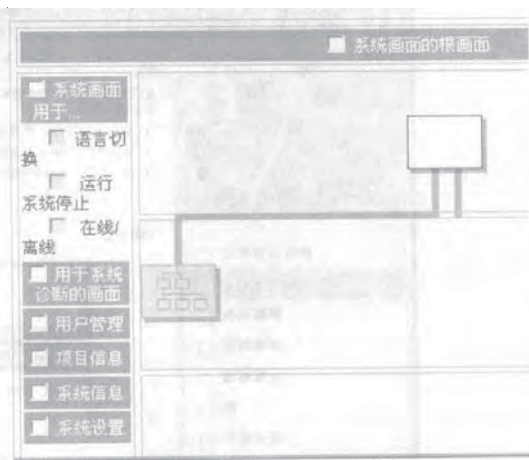 系统画面的根画面
系统画面
用于...
语言切
换
运行
系统停止
在线/
离线
用于系统
诊断的画面
用户管理
项目信息
系统信息
系统设置